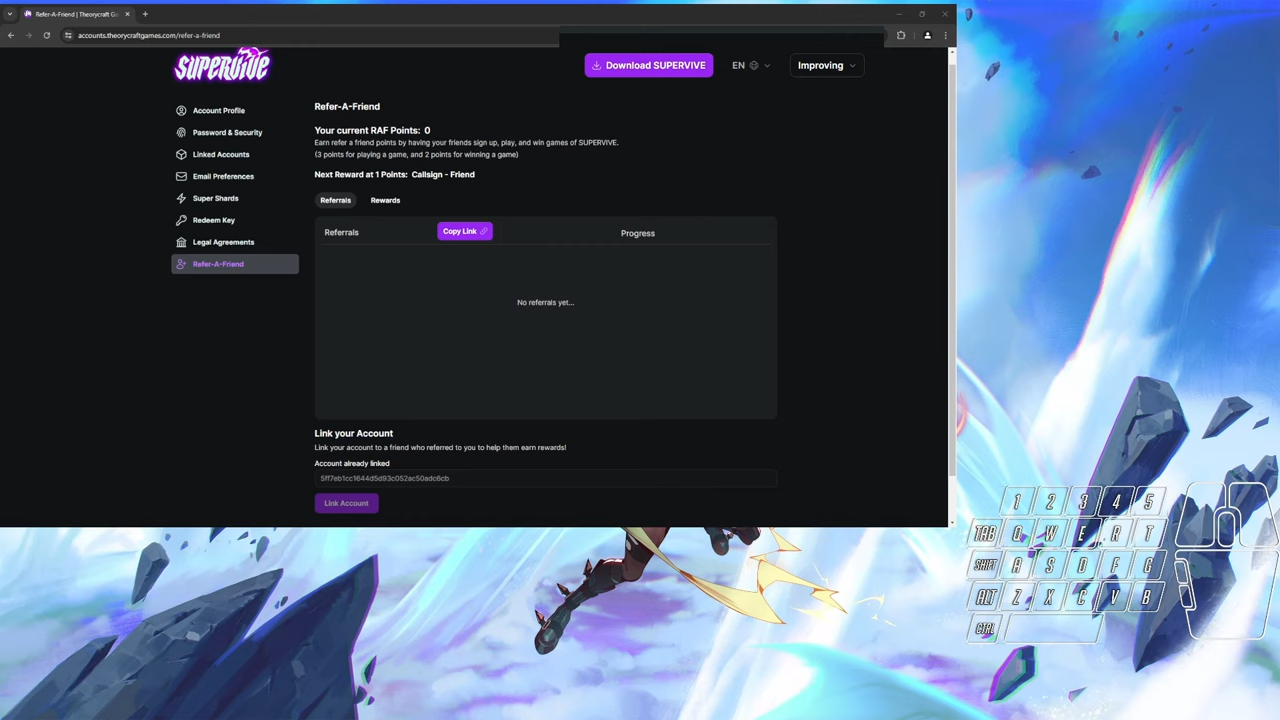 Refer-A-Friend | Theorycraft Ga
accounts.theorycraftgames.com/refer-a-friend
SUPERVIVE
Download SUPERVIVE
EN
Improving
Account Profile
Password & Security
Linked Accounts
Email Preferences
Super Shards
Redeem Key
Legal Agreements
Refer-A-Friend
Refer-A-Friend
Your current RAF Points: 0
Earn refer a friend points by having your friends sign up, play, and win games of SUPERVIVE.
(3 points for playing a game, and 2 points for winning a game)
Next Reward at 1 Points: Callsign - Friend
Referrals Rewards
Referrals Copy Link Progress
No referrals yet...
Link your Account
Link your account to a friend who referred to you to help them earn rewards!
Account already linked
5ff7eb1cc1644d5d93c052ac50adc6cb
Link Account
1 2 3 4 5
TAB Q W E R T
SHIFT A S D F G
ALT Z X C V B
CTRL